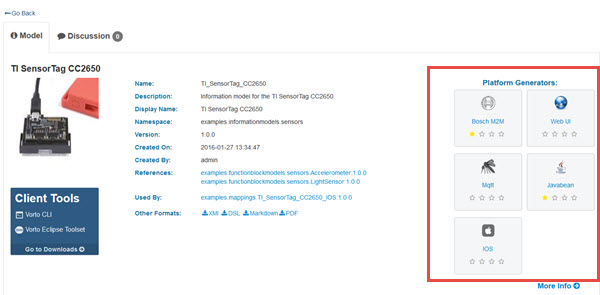 Go Back
Model
Discussion 0
TI SensorTag CC2650
Name: TI_SensorTag_CC2650
Description: Information model for the TI SensorTag CC2650
Display Name: TI SensorTag CC2650
Namespace: examples.informationmodels.sensors
Version: 1.0.0
Created On: 2016-01-27 13:34:47
Created By: admin
References: examples.functionblockmodels.sensors.Accelerometer:1.0.0
examples.functionblockmodels.sensors.LightSensor:1.0.0
Used By: examples.mappings.TI_SensorTag_CC2650_IOS:1.0.0
Other Formats: XMI DSL Markdown PDF
Client Tools
Vorto CLI
Vorto Eclipse Toolset
Go to Downloads
Platform Generators:
Bosch M2M
Web UI
Mqtt
Javabean
IOS
More Info